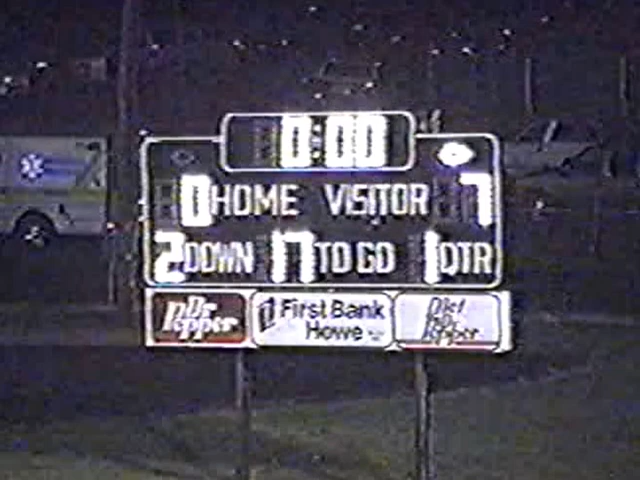 0:00
0 HOME VISITOR 7
2 DOWN 17 TO GO 1 QTR
Dr Pepper
First Bank
Howe
Diet Dr Pepper